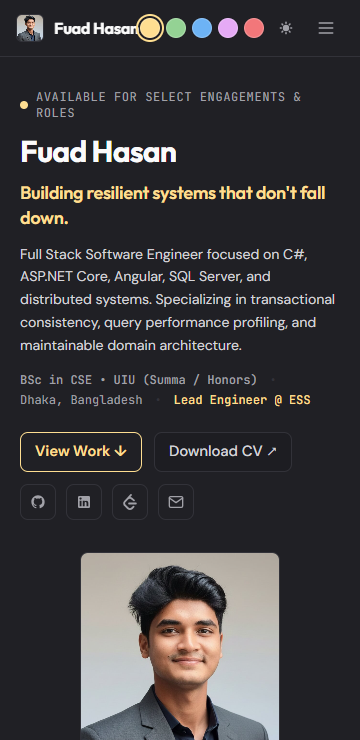 Fuad Hasan
AVAILABLE FOR SELECT ENGAGEMENTS &
ROLES
Fuad Hasan
Building resilient systems that don't fall
down.
Full Stack Software Engineer focused on C#,
ASP.NET Core, Angular, SQL Server, and
distributed systems. Specializing in transactional
consistency, query performance profiling, and
maintainable domain architecture.
BSc in CSE • UIU (Summa / Honors) ·
Dhaka, Bangladesh · Lead Engineer @ ESS
View Work ↓ Download CV ↗